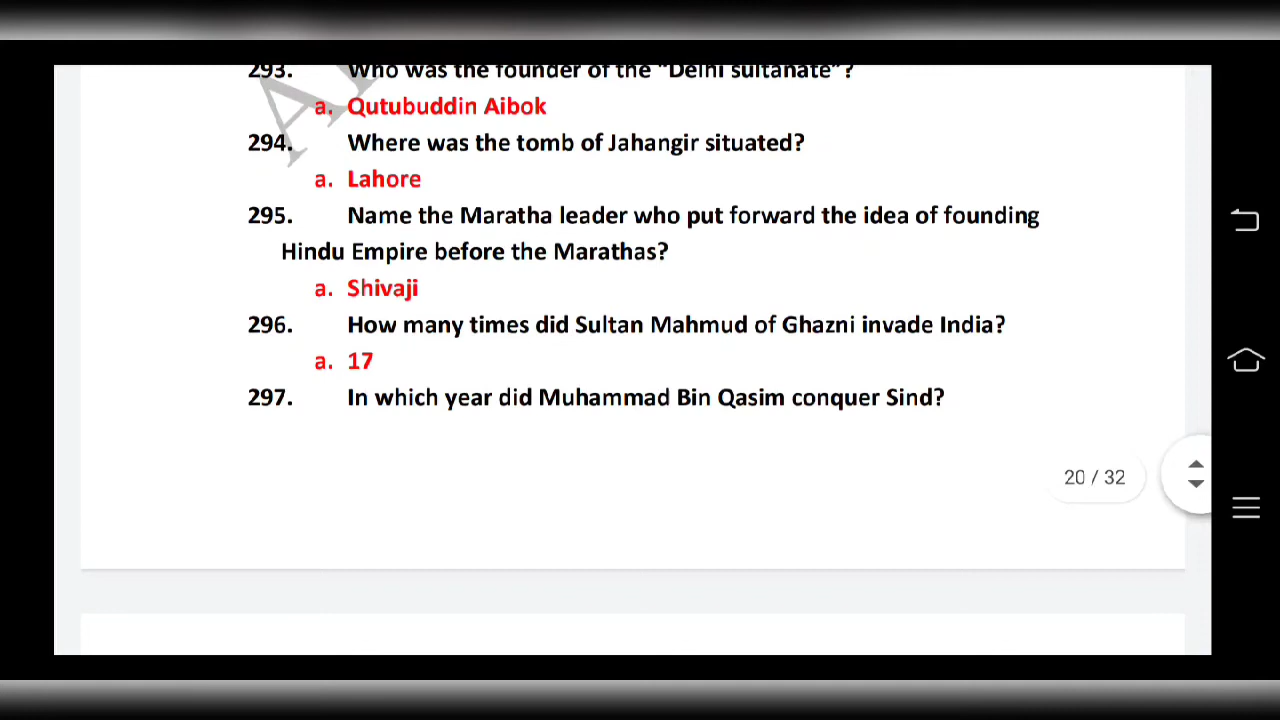 293. Who was the founder of the "Delhi sultanate"?
a. Qutubuddin Aibok
294. Where was the tomb of Jahangir situated?
a. Lahore
295. Name the Maratha leader who put forward the idea of founding
Hindu Empire before the Marathas?
a. Shivaji
296. How many times did Sultan Mahmud of Ghazni invade India?
a. 17
297. In which year did Muhammad Bin Qasim conquer Sind?
20 / 32